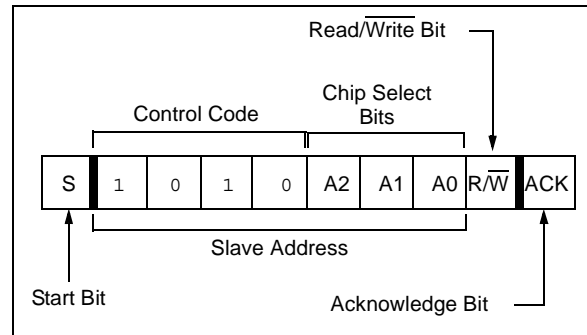 Read/Write Bit
Chip Select
Bits
Control Code
S 1 0 1 0 A2 A1 A0 R/W ACK
Slave Address
Start Bit
Acknowledge Bit